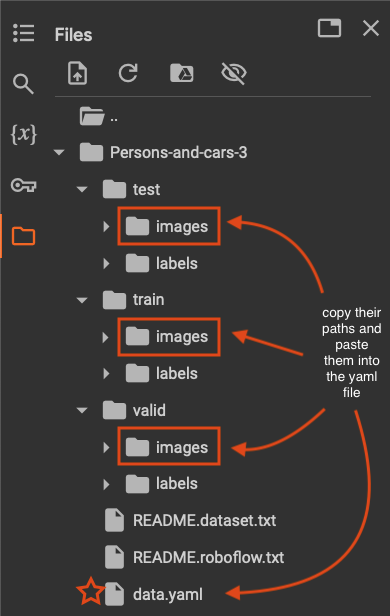 Files
{x}
..
Persons-and-cars-3
test
images
labels
train
images
labels
valid
images
labels
README.dataset.txt
README.roboflow.txt
data.yaml
copy their
paths and
paste
them into
the yaml
file